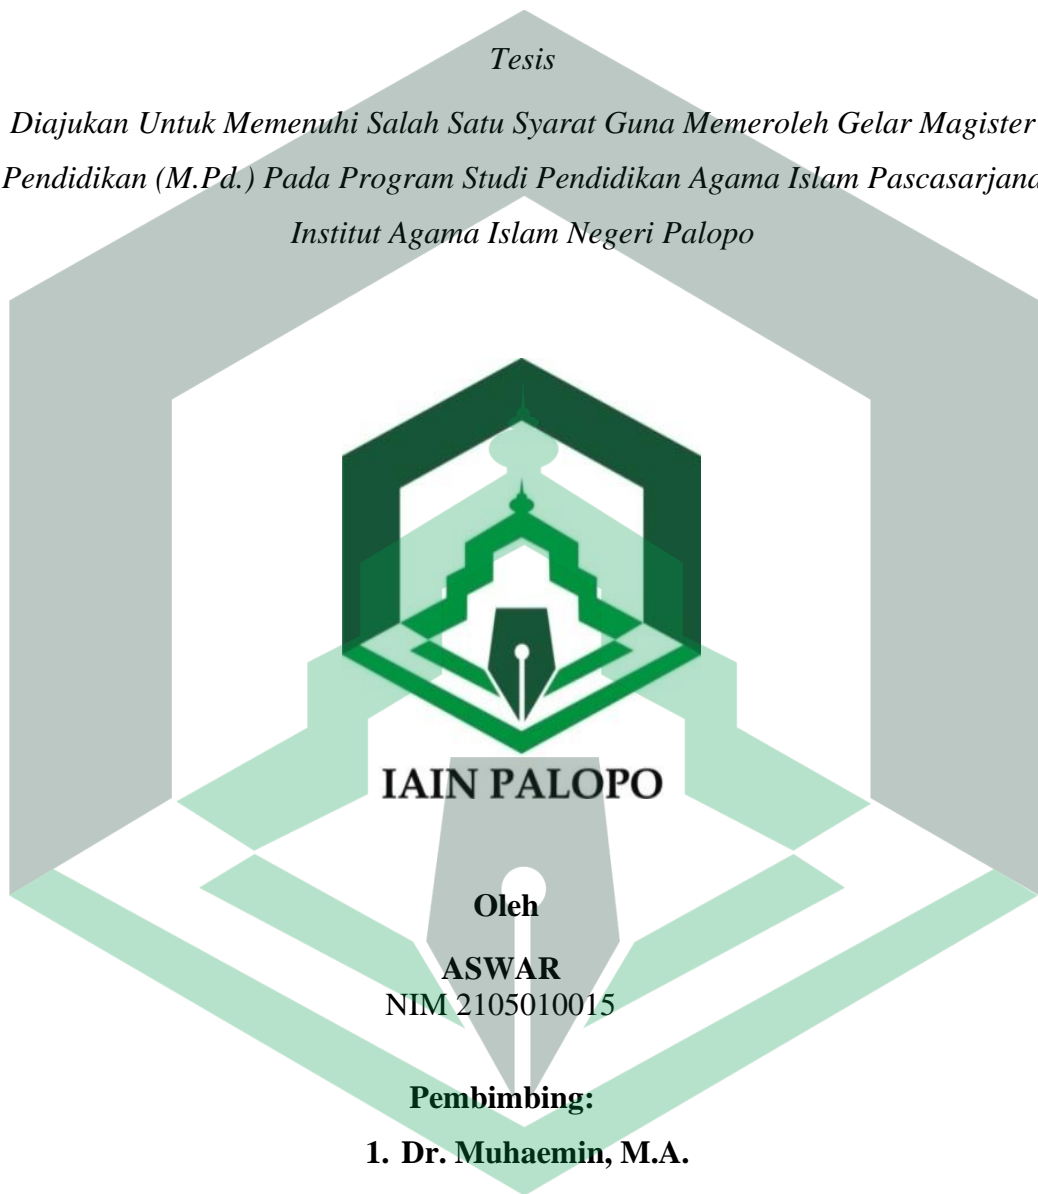 Tesis
Diajukan Untuk Memenuhi Salah Satu Syarat Guna Memeroleh Gelar Magister
Pendidikan (M.Pd.) Pada Program Studi Pendidikan Agama Islam Pascasarjana
Institut Agama Islam Negeri Palopo
IAIN PALOPO
Oleh
ASWAR
NIM 2105010015
Pembimbing:
1. Dr. Muhaemin, M.A.